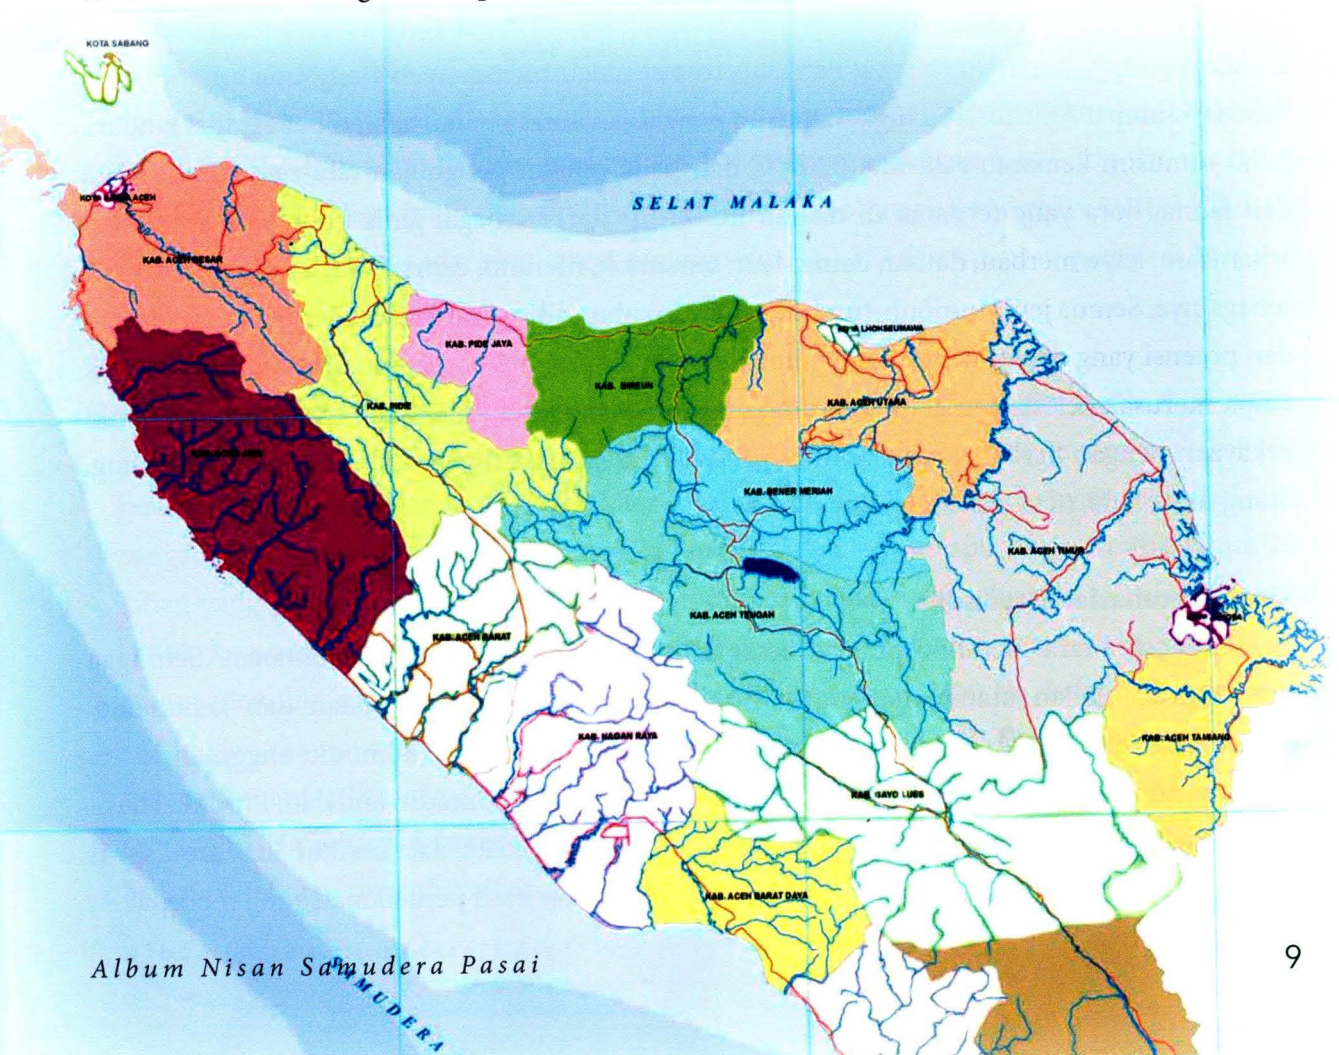 KOTA SABANG
KOTA BANDA ACEH
SELAT MALAKA
KAB. ACEH BESAR
KOTA LHOKSEUMAWA
KAB. PIDE JAYA
KAB. BIREUN
KAB. ACEH UTARA
KAB. PIDIE
KAB. BENER MERIAH
KAB. ACEH TIMUR
KAB. ACEH TENGAH
KAB. ACEH BARAT
KAB. NAGAN RAYA
KAB. ACEH TAMIANG
KAB. GAYO LUES
KAB. ACEH BARAT DAYA
Album Nisan Samudera Pasai
9
SAMUDERA